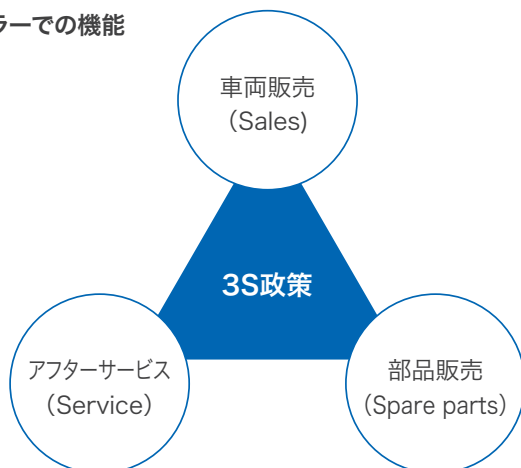 ラーでの機能
車両販売
（Sales)
3S政策
アフターサービス
（Service）
部品販売
（Spare parts）